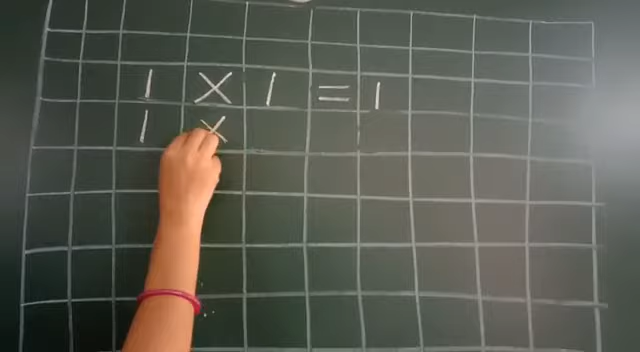 1 × 1 = 1
1 ×